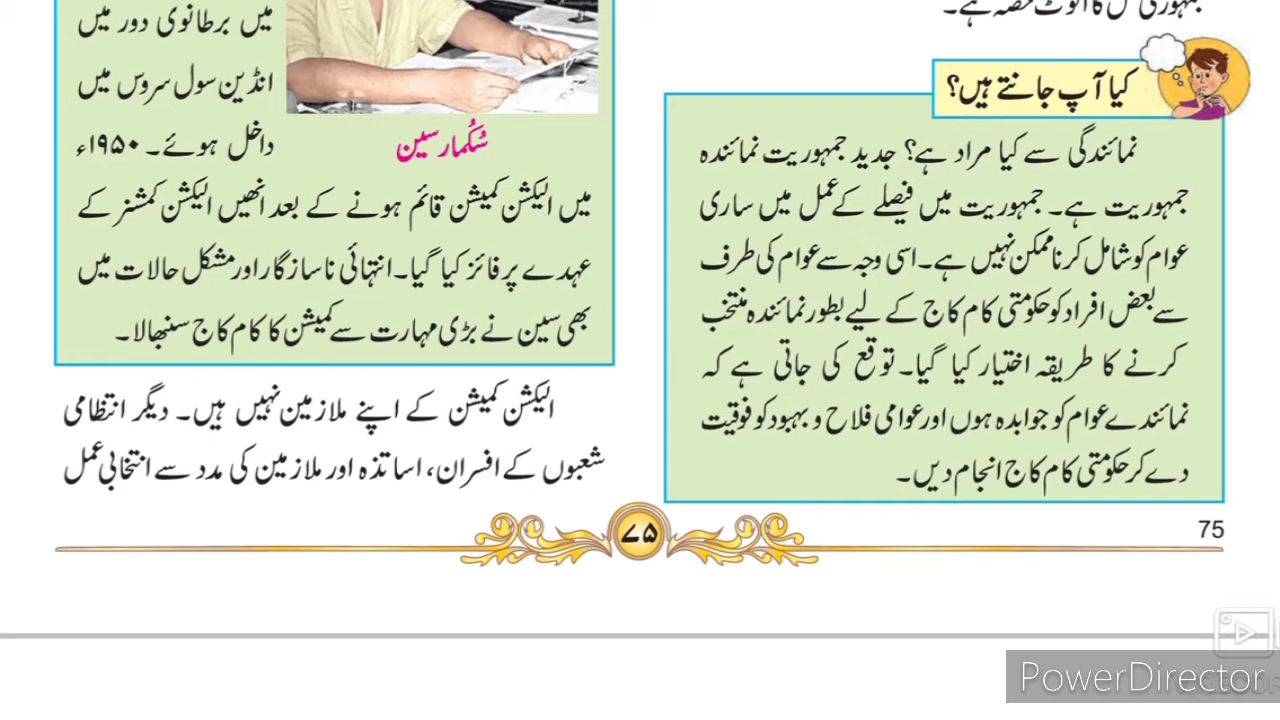 جمہوری
کا اٹوٹ حصہ ہے۔
کیا آپ جانتے ہیں؟
نمائندگی سے کیا مراد ہے؟ جدید جمہوریت نمائندہ
جمہوریت ہے۔ جمہوریت میں فیصلے کے عمل میں ساری
عوام کو شامل کرنا ممکن نہیں ہے۔ اسی وجہ سے عوام کی طرف
سے بعض افراد کو حکومتی کام کاج کے لیے بطور نمائندہ منتخب
کرنے کا طریقہ اختیار کیا گیا۔ توقع کی جاتی ہے کہ
نمائندے عوام کو جوابدہ ہوں اور عوامی فلاح و بہبود کو فوقیت
دے کر حکومتی کام کاج انجام دیں۔
میں برطانوی دور میں
انڈین سول سروس میں
داخل ہوئے۔ ۱۹۵۰ء
سُکُمار سین
میں الیکشن کمیشن قائم ہونے کے بعد انھیں الیکشن کمشنر کے
عہدے پر فائز کیا گیا۔ انتہائی ناسازگار اور مشکل حالات میں
بھی سین نے بڑی مہارت سے کمیشن کا کام کاج سنبھالا۔
الیکشن کمیشن کے اپنے ملازمین نہیں ہیں۔ دیگر انتظامی
شعبوں کے افسران، اساتذہ اور ملازمین کی مدد سے انتخابی عمل
۷۵
75
PowerDirector